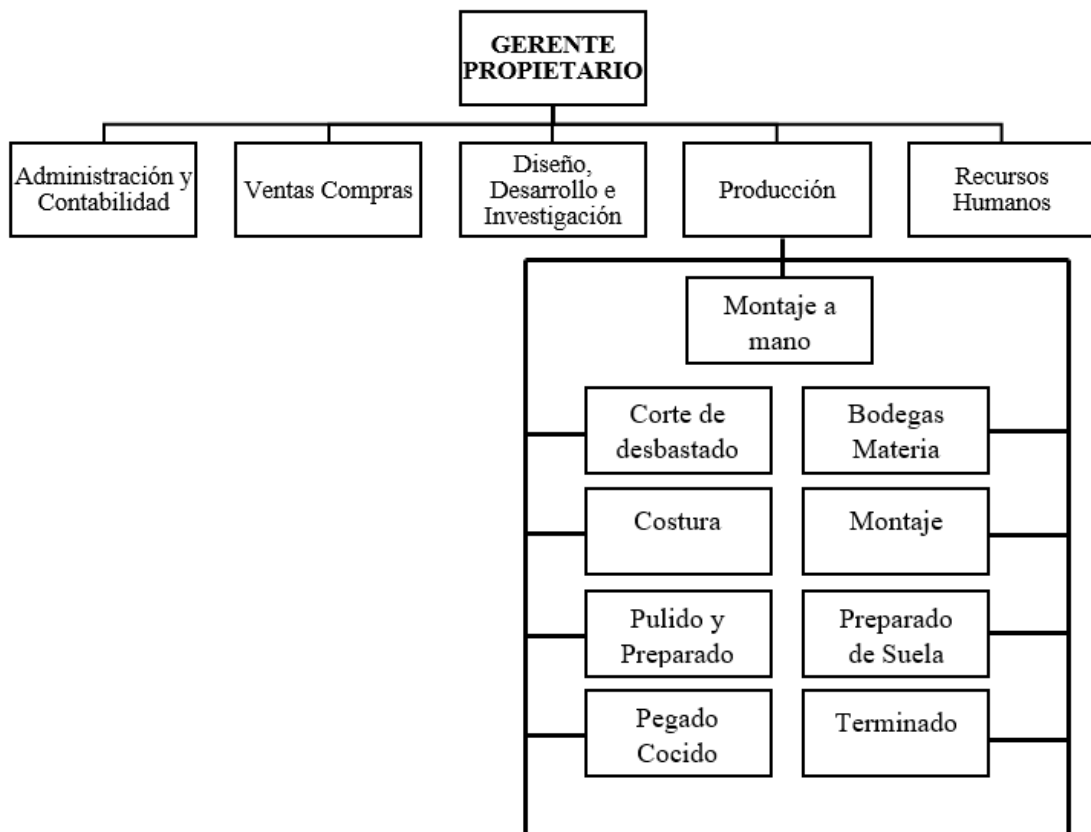 GERENTE
PROPIETARIO
Administración y
Contabilidad
Ventas Compras
Diseño,
Desarrollo e
Investigación
Producción
Recursos
Humanos
Montaje a
mano
Corte de
desbastado
Bodegas
Materia
Costura
Montaje
Pulido y
Preparado
Preparado
de Suela
Pegado
Cocido
Terminado